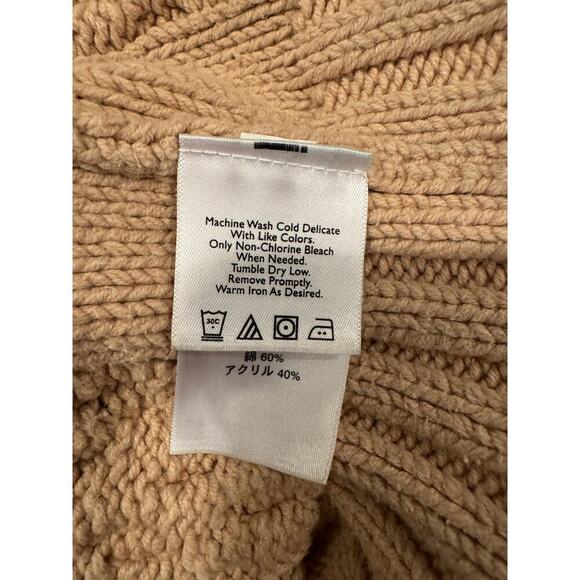 Machine Wash Cold Delicate
With Like Colors.
Only Non-Chlorine Bleach
When Needed.
Tumble Dry Low.
Remove Promptly.
Warm Iron As Desired.
30C
綿 60%
アクリル 40%